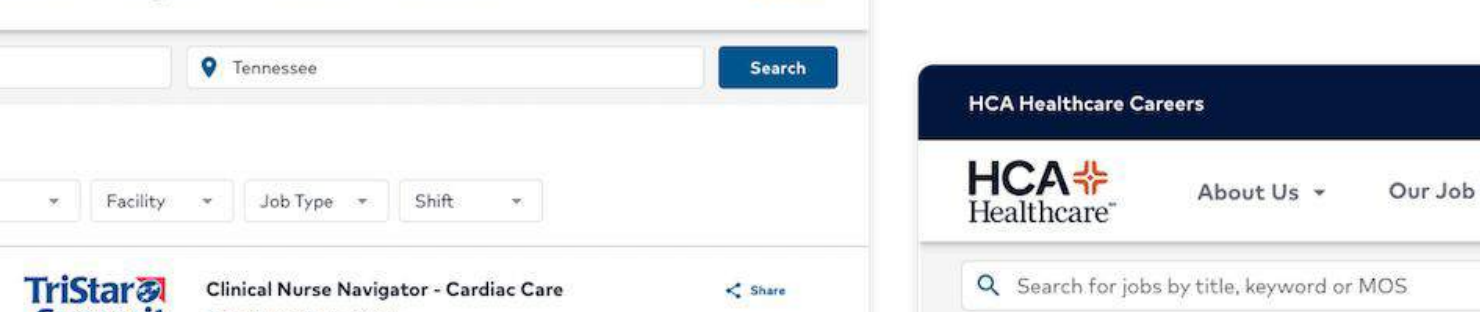 Tennessee
Search
Facility
Job Type
Shift
TriStar
Clinical Nurse Navigator - Cardiac Care
Share
HCA Healthcare Careers
HCA
Healthcare™
About Us
Our Job
Search for jobs by title, keyword or MOS